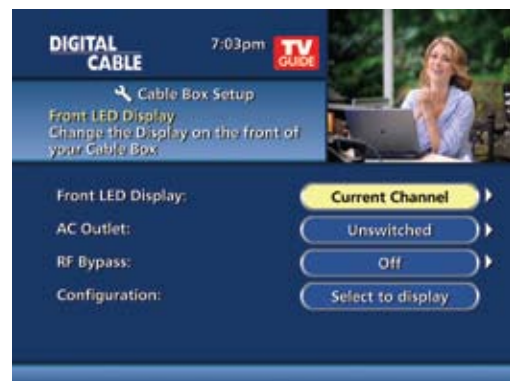 DIGITAL
CABLE
7:03pm
TV
GUIDE
Cable Box Setup
Front LED Display
Change the Display on the front of
your Cable Box
Front LED Display: Current Channel
AC Outlet: Unswitched
RF Bypass: Off
Configuration: Select to display